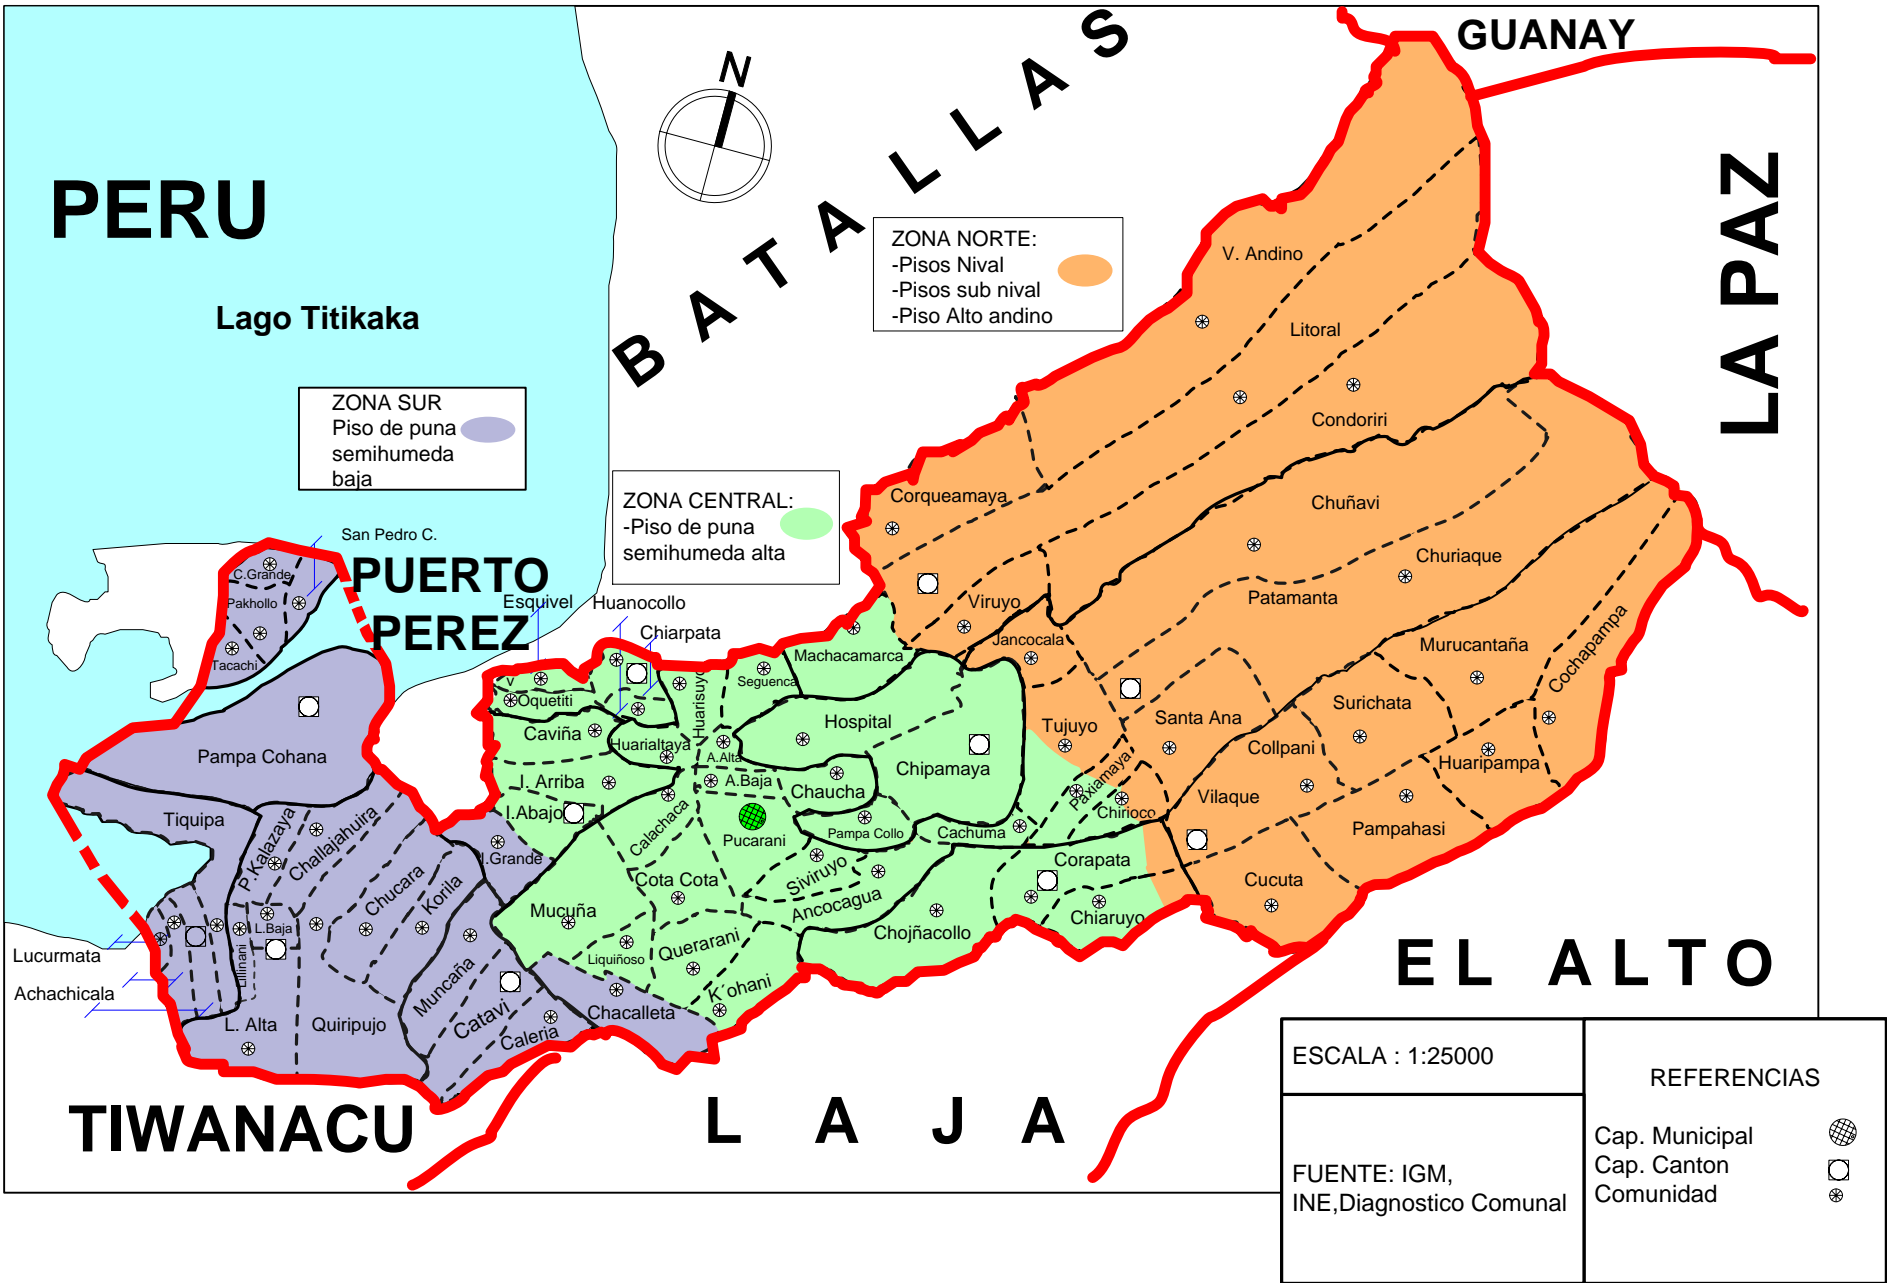 GUANAY
N
BATALLAS
PERU
LA PAZ
ZONA NORTE:
-Pisos Nival
-Pisos sub nival
-Piso Alto andino
V. Andino
Lago Titikaka
Litoral
ZONA SUR
Piso de puna
semihumeda
baja
Condoriri
ZONA CENTRAL:
-Piso de puna
semihumeda alta
Corqueamaya
Chuñavi
San Pedro C.
PUERTO
PEREZ
C.Grande
Pakhollo
Tacachi
Esquivel
Huanocollo
Chiarpata
Churiaque
Patamanta
Viruyo
Jancocala
Machacamarca
Murucantaña
Cochapampa
Seguenca
V
Oquetiti
Huarisuyo
Surichata
Santa Ana
Hospital
Tujuyo
Caviña
Huarialtaya
A.Alta
Collpani
Pampa Cohana
Chipamaya
Huaripampa
I. Arriba
A.Baja
Chaucha
Paxiamaya
Vilaque
I.Abajo
Chirioco
Tiquipa
P.Kalazaya
Challajahuira
Calachaca
Pucarani
Pampa Collo
Cachuma
Pampahasi
I.Grande
Corapata
Chucara
Korila
Cota Cota
Siviruyo
Cucuta
Ancocagua
Mucuña
Chiaruyo
L.Baja
Chojñacollo
Lucurmata
Lillinani
Liquiñoso
Querarani
EL ALTO
Achachicala
Muncaña
K´ohani
L. Alta
Quiripujo
Catavi
Chacalleta
Caleria
TIWANACU
LAJA
ESCALA : 1:25000
FUENTE: IGM,
INE,Diagnostico Comunal
REFERENCIAS
Cap. Municipal
Cap. Canton
Comunidad